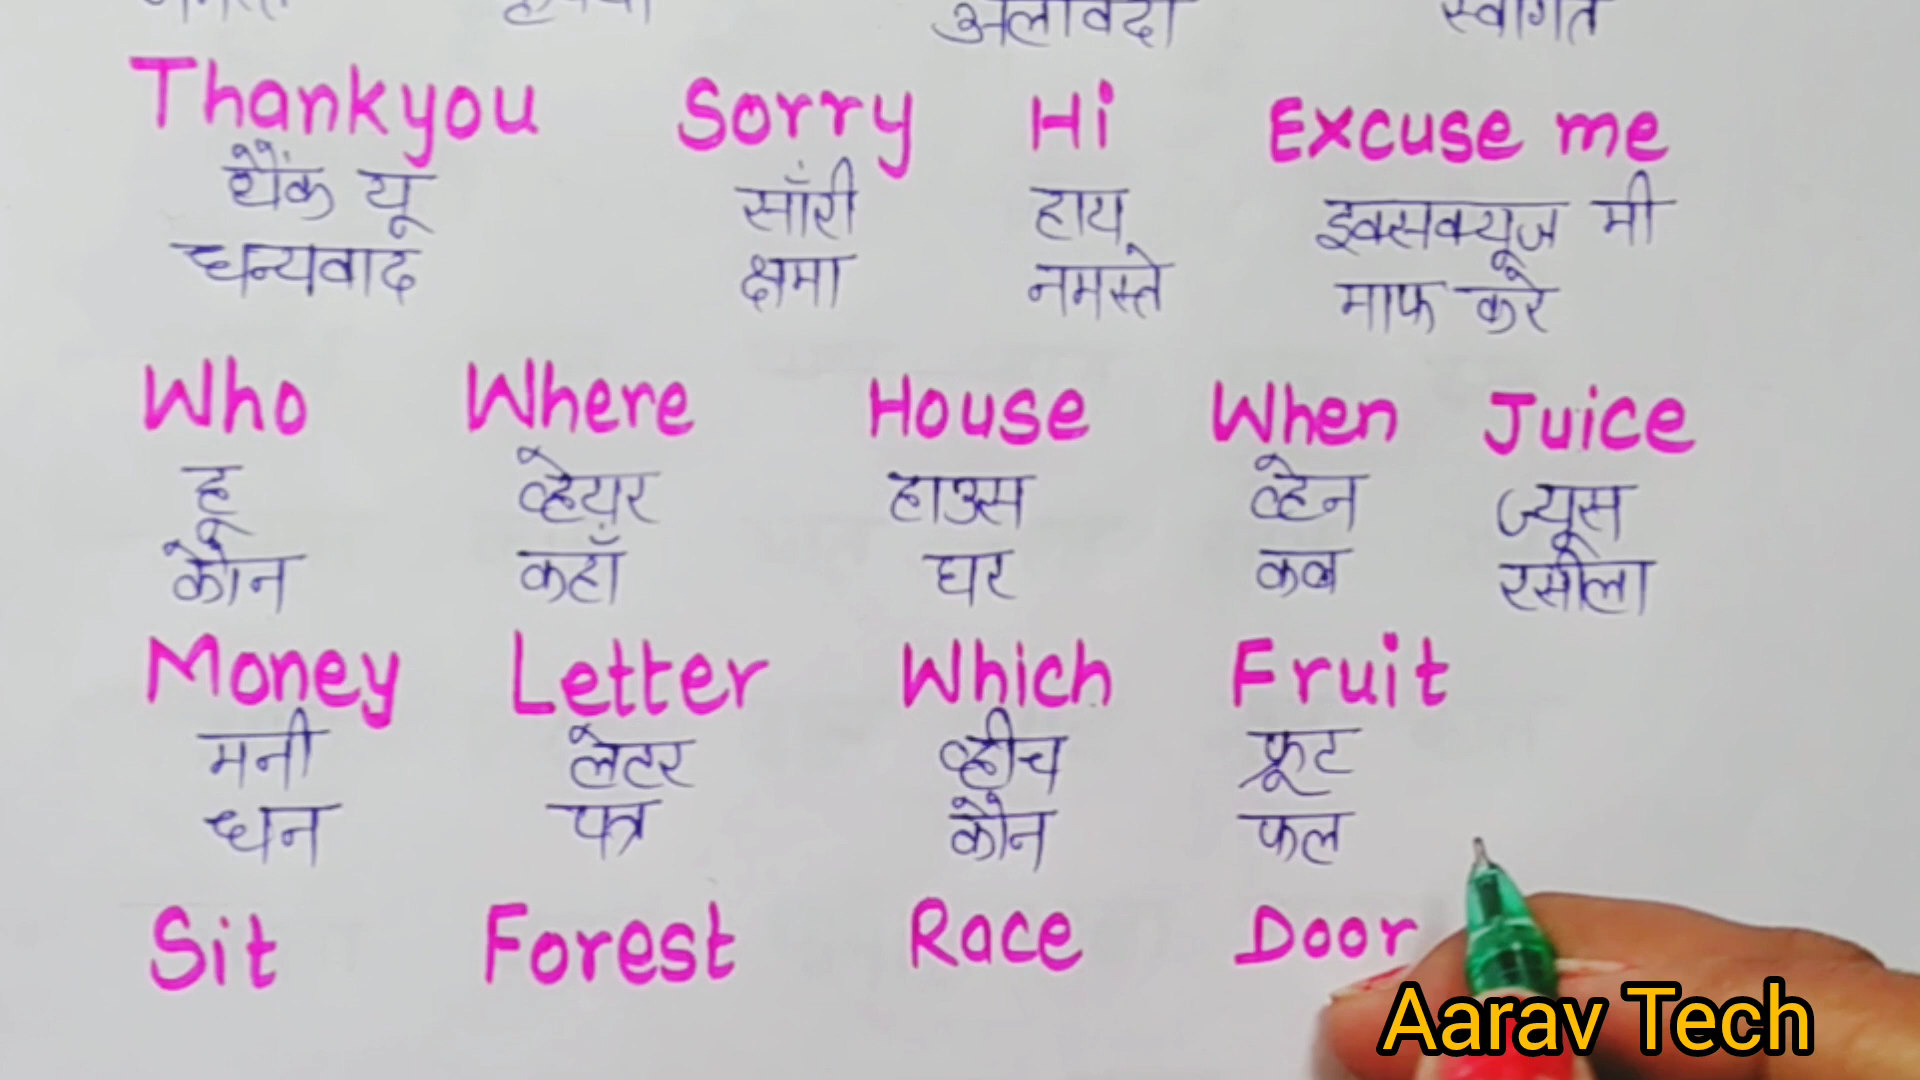 अलविदा स्वागत
Thankyou Sorry Hi Excuse me
थैंक यू सॉरी हाय इक्सक्यूज मी
धन्यवाद क्षमा नमस्ते माफ करे
Who Where House When Juice
हू व्हेय़र हाउस व्हेन ज्यूस
कौन कहाँ घर कब रसीला
Money Letter Which Fruit
मनी लेटर व्हीच फ्रूट
धन पत्र कौन फल
Sit Forest Race Door
Aarav Tech